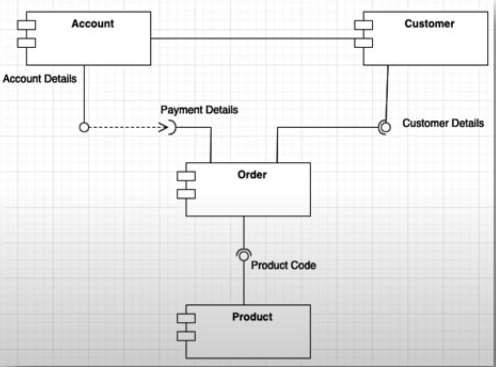 Account
Customer
Account Details
Payment Details
Customer Details
Order
Product Code
Product